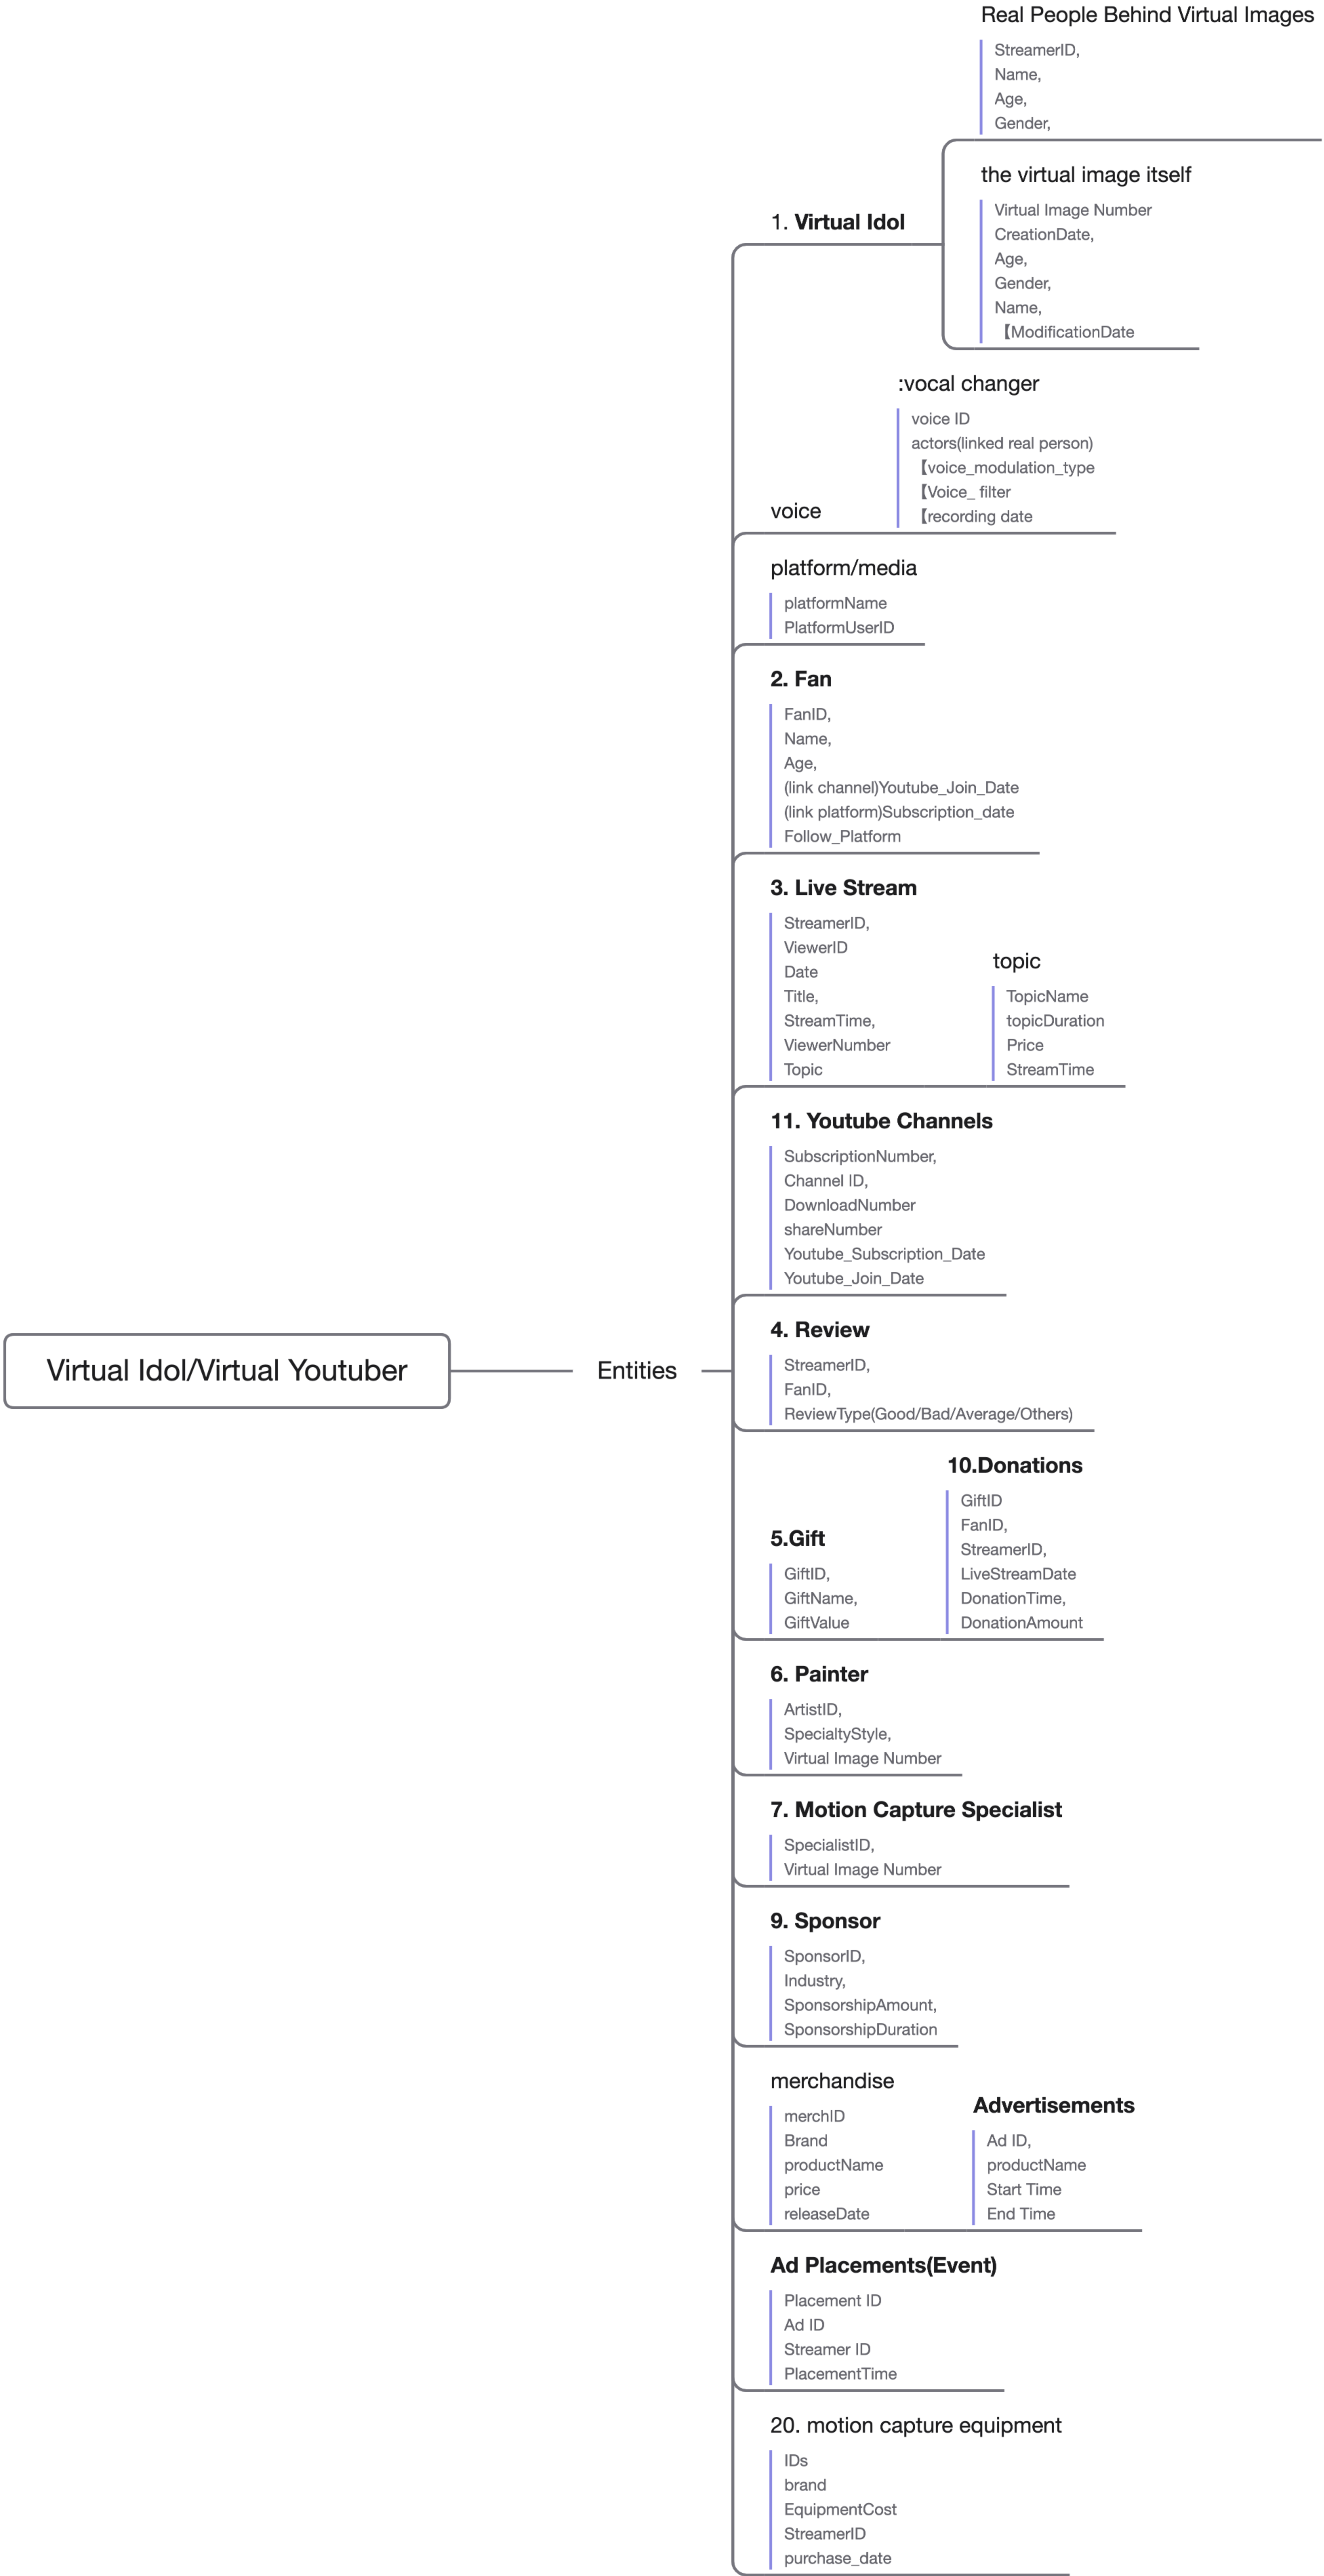 Real People Behind Virtual Images
StreamerID,
Name,
Age,
Gender,
the virtual image itself
Virtual Image Number
CreationDate,
Age,
Gender,
Name,
【ModificationDate
1. Virtual Idol
:vocal changer
voice ID
actors(linked real person)
【voice_modulation_type
【Voice_ filter
【recording date
voice
platform/media
platformName
PlatformUserID
2. Fan
FanID,
Name,
Age,
(link channel)Youtube_Join_Date
(link platform)Subscription_date
Follow_Platform
3. Live Stream
StreamerID,
ViewerID
Date
Title,
StreamTime,
ViewerNumber
Topic
topic
TopicName
topicDuration
Price
StreamTime
11. Youtube Channels
SubscriptionNumber,
Channel ID,
DownloadNumber
shareNumber
Youtube_Subscription_Date
Youtube_Join_Date
Virtual Idol/Virtual Youtuber
Entities
4. Review
StreamerID,
FanID,
ReviewType(Good/Bad/Average/Others)
5.Gift
GiftID,
GiftName,
GiftValue
10.Donations
GiftID
FanID,
StreamerID,
LiveStreamDate
DonationTime,
DonationAmount
6. Painter
ArtistID,
SpecialtyStyle,
Virtual Image Number
7. Motion Capture Specialist
SpecialistID,
Virtual Image Number
9. Sponsor
SponsorID,
Industry,
SponsorshipAmount,
SponsorshipDuration
merchandise
merchID
Brand
productName
price
releaseDate
Advertisements
Ad ID,
productName
Start Time
End Time
Ad Placements(Event)
Placement ID
Ad ID
Streamer ID
PlacementTime
20. motion capture equipment
IDs
brand
EquipmentCost
StreamerID
purchase_date